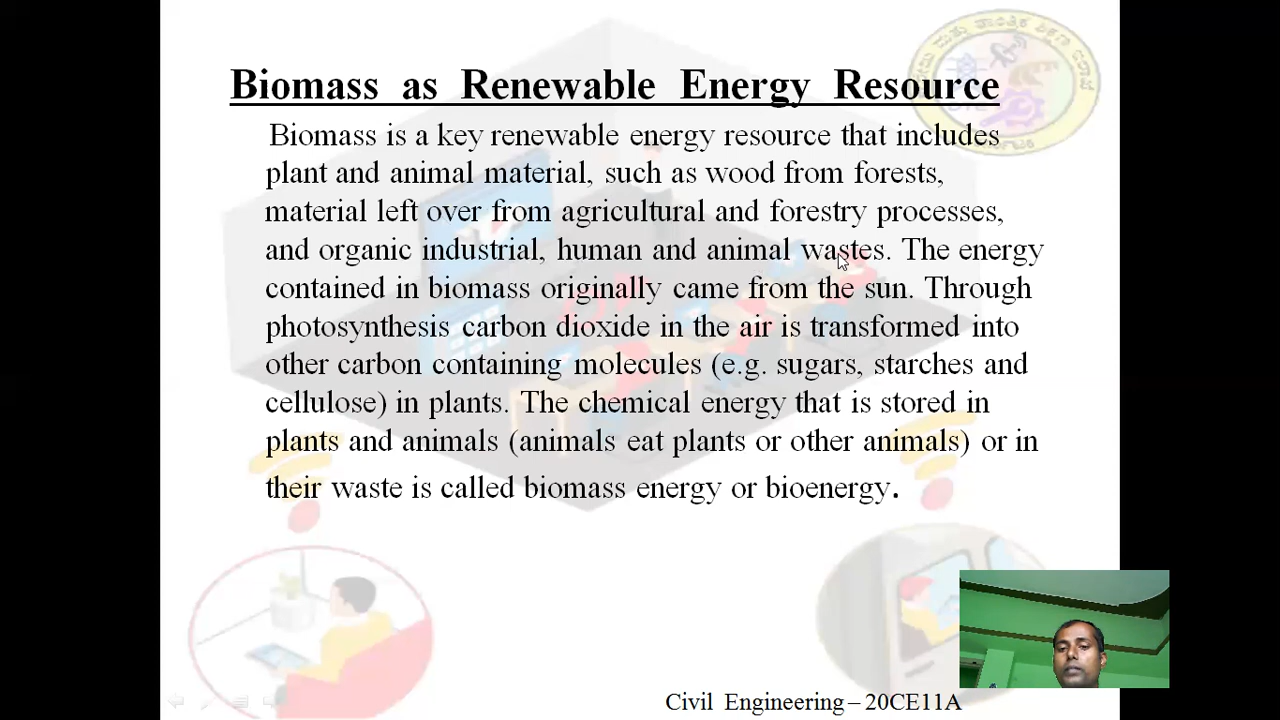 Biomass as Renewable Energy Resource
Biomass is a key renewable energy resource that includes
plant and animal material, such as wood from forests,
material left over from agricultural and forestry processes,
and organic industrial, human and animal wastes. The energy
contained in biomass originally came from the sun. Through
photosynthesis carbon dioxide in the air is transformed into
other carbon containing molecules (e.g. sugars, starches and
cellulose) in plants. The chemical energy that is stored in
plants and animals (animals eat plants or other animals) or in
their waste is called biomass energy or bioenergy.
Civil Engineering – 20CE11A